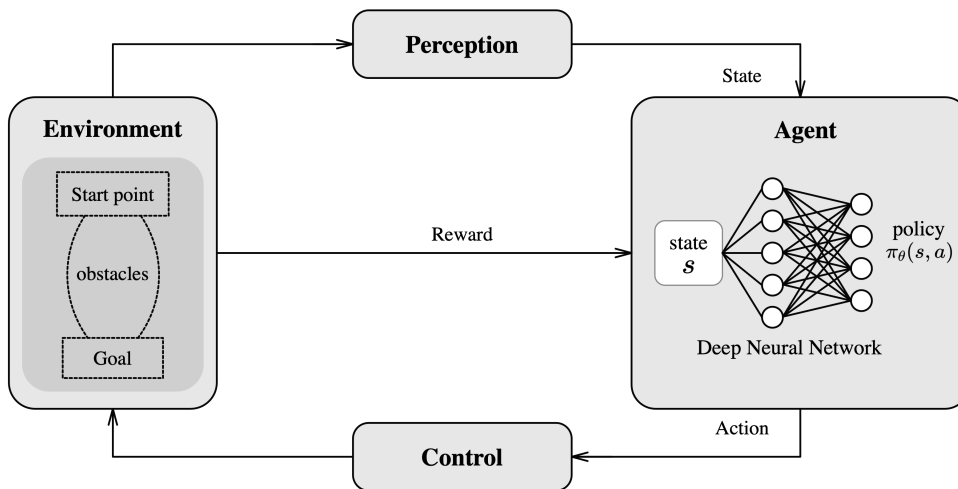 Perception
State
Environment
Agent
Start point
obstacles
Goal
Reward
state
s
policy
πθ(s, a)
Deep Neural Network
Action
Control